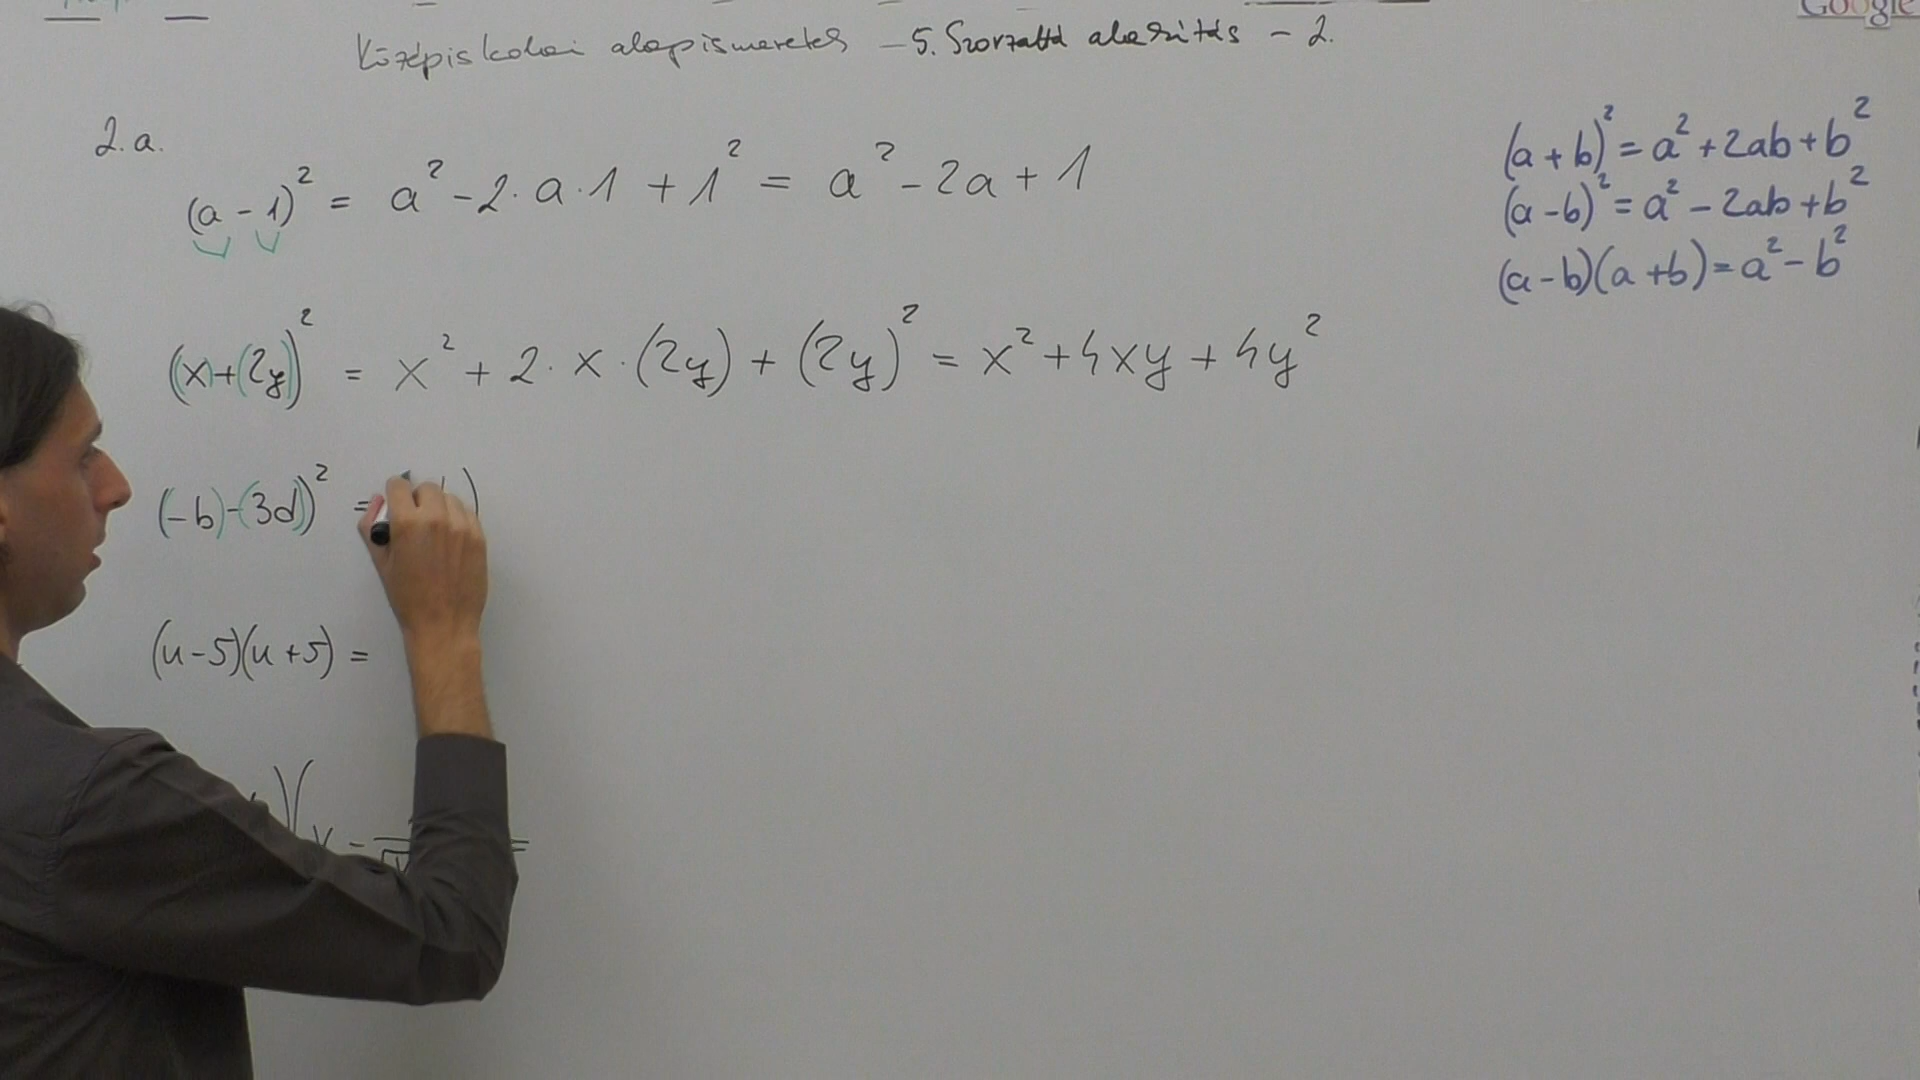 Középiskolai alapismeretek – 5. Szorzattá alakítás – 2.
2.a.
(a - 1)² = a² - 2·a·1 + 1² = a² - 2a + 1
(x)+(2y))² = x² + 2·x·(2y) + (2y)² = x² + 4xy + 4y²
(-b)-(3d))² =
(u-5)(u+5) =
(a+b)² = a² + 2ab + b²
(a-b)² = a² - 2ab + b²
(a-b)(a+b) = a² - b²
Google